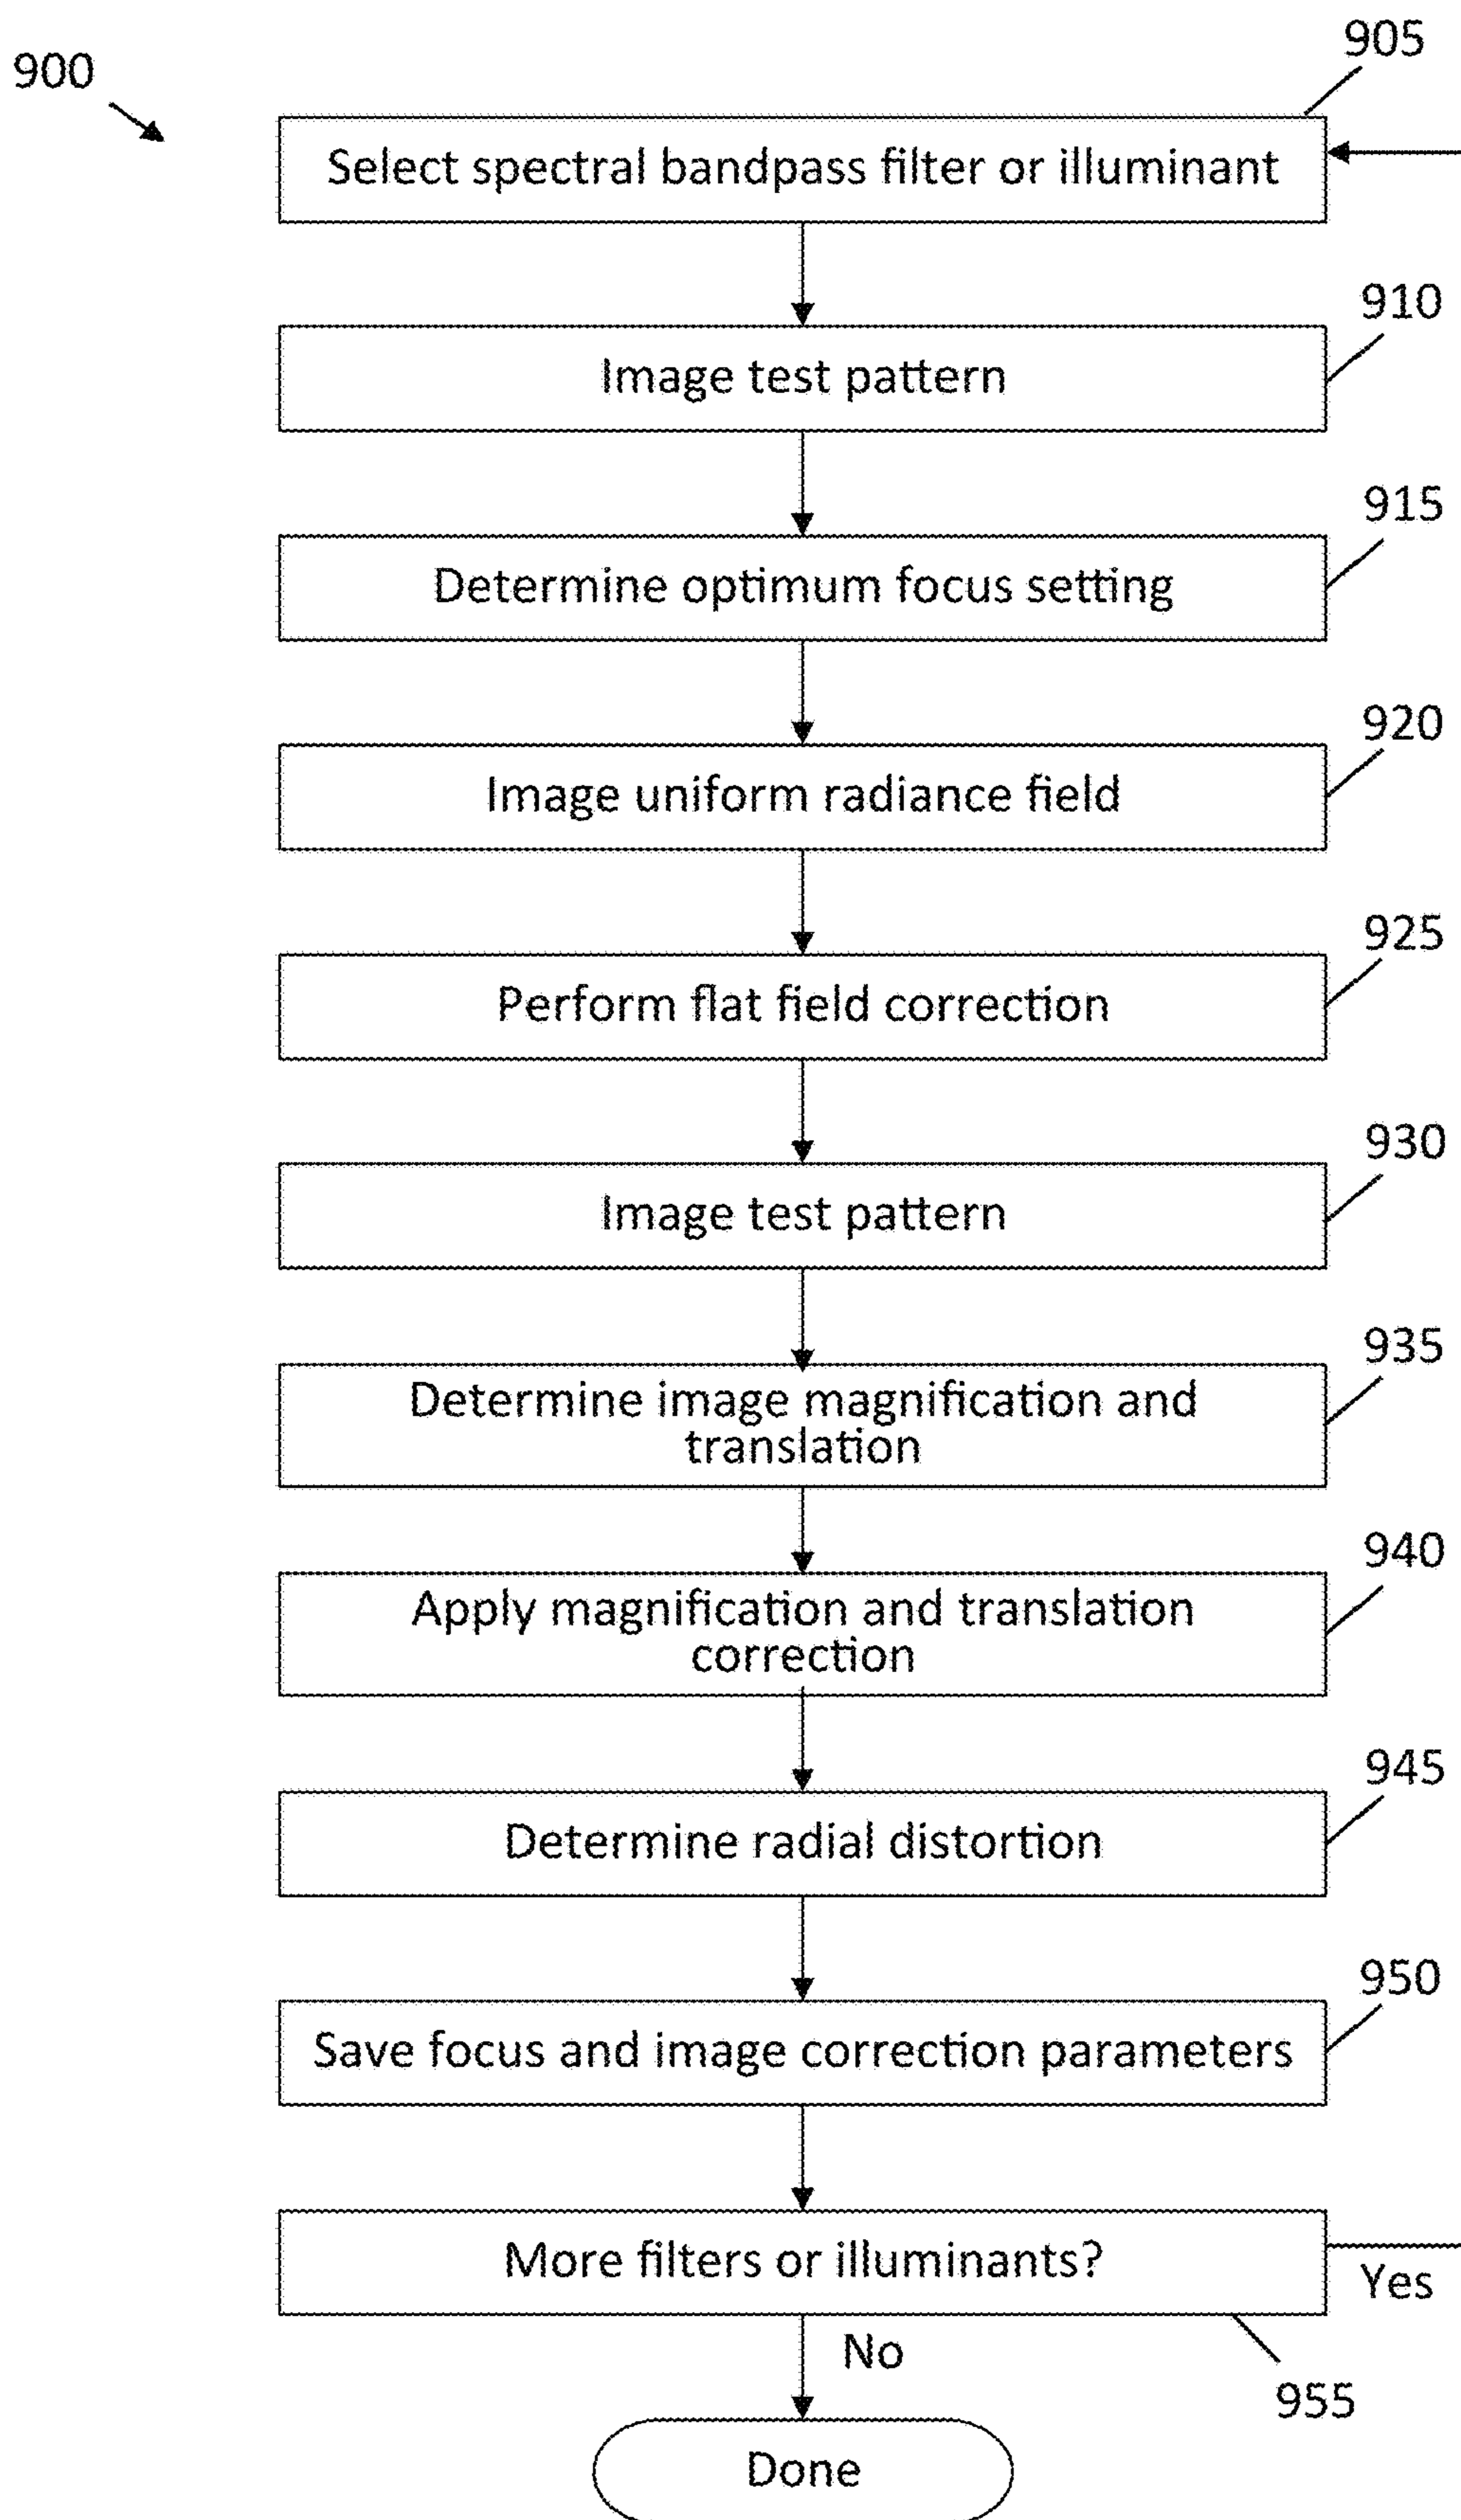 905
900
Select spectral bandpass filter or illuminant
910
Image test pattern
915
Determine optimum focus setting
920
Image uniform radiance field
925
Perform flat field correction
930
Image test pattern
935
Determine image magnification and
translation
940
Apply magnification and translation
correction
945
Determine radial distortion
950
Save focus and image correction parameters
More filters or illuminants?
Yes
No
955
Done